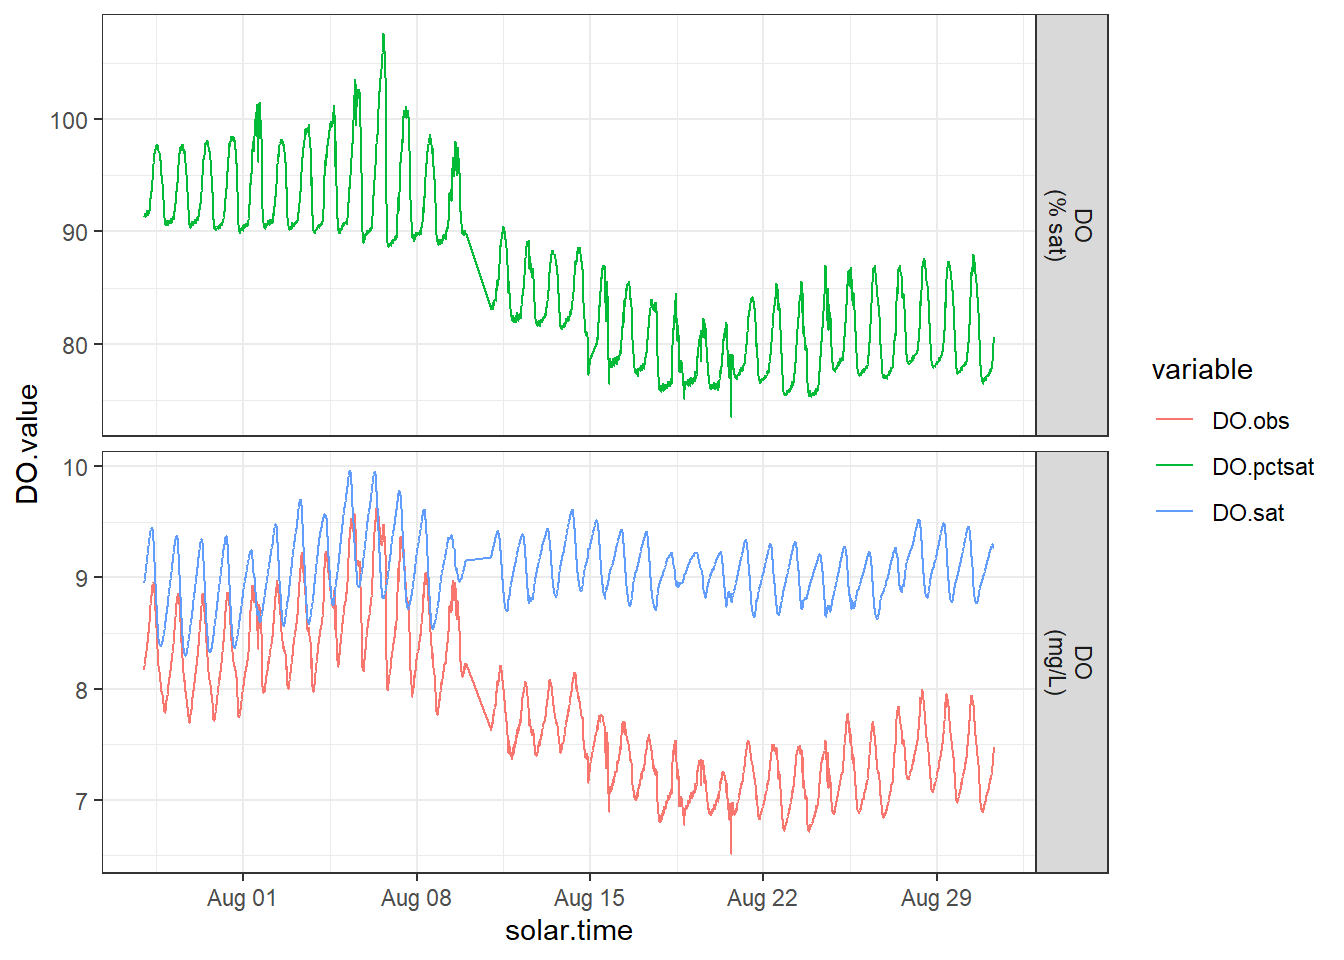 DO.value
100
90
80
DO
(% sat)
10
9
8
7
DO
(mg/L)
Aug 01
Aug 08
Aug 15
Aug 22
Aug 29
solar.time
variable
DO.obs
DO.pctsat
DO.sat